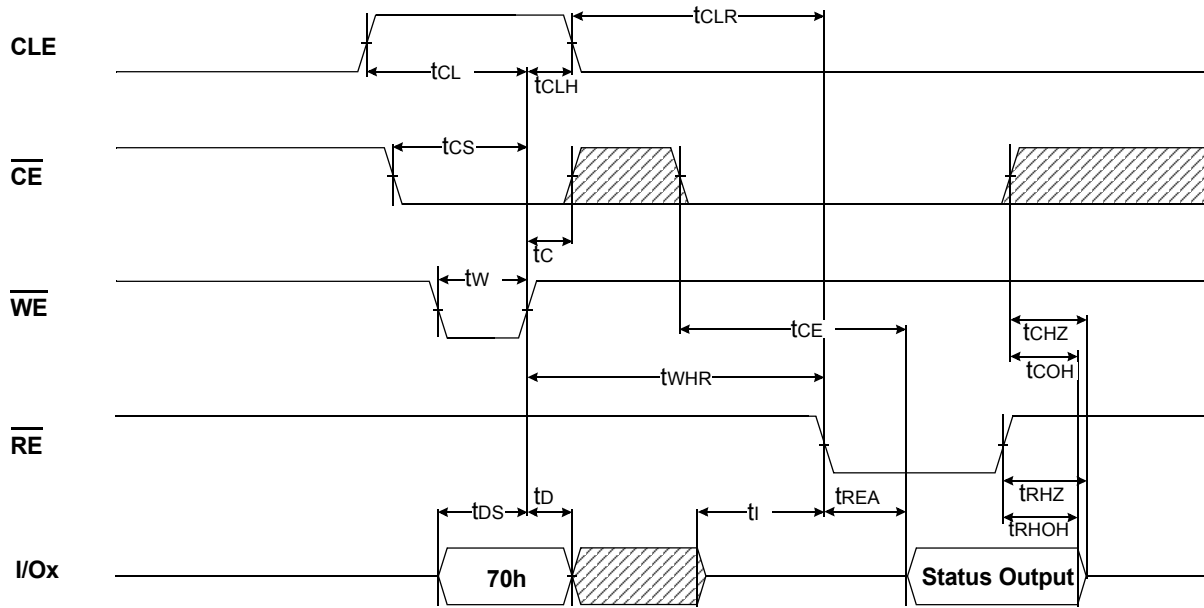 tCLR
CLE
tCL
tCLH
tCS
CE
tC
tW
WE
tCE
tCHZ
tCOH
tWHR
RE
tD
tREA
tRHZ
tDS
tI
tRHOH
I/Ox
70h
Status Output